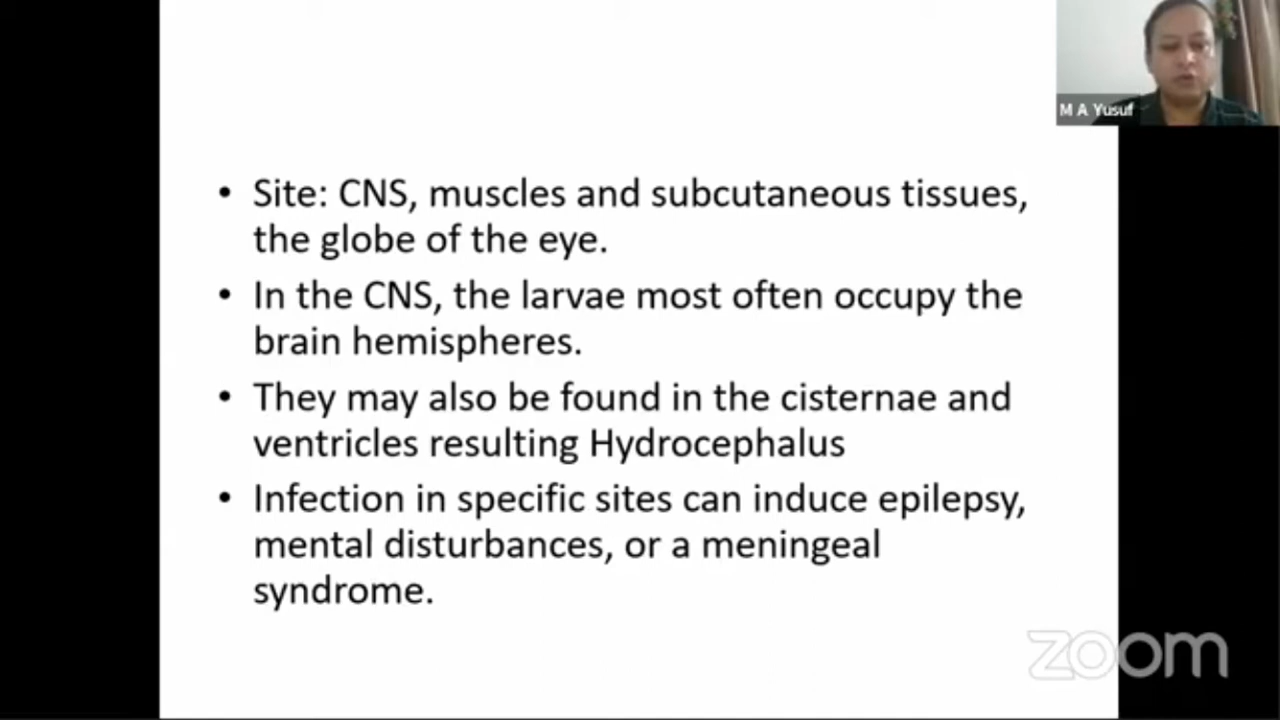 M A Yusuf
• Site: CNS, muscles and subcutaneous tissues,
the globe of the eye.
• In the CNS, the larvae most often occupy the
brain hemispheres.
• They may also be found in the cisternae and
ventricles resulting Hydrocephalus
• Infection in specific sites can induce epilepsy,
mental disturbances, or a meningeal
syndrome.
zoom